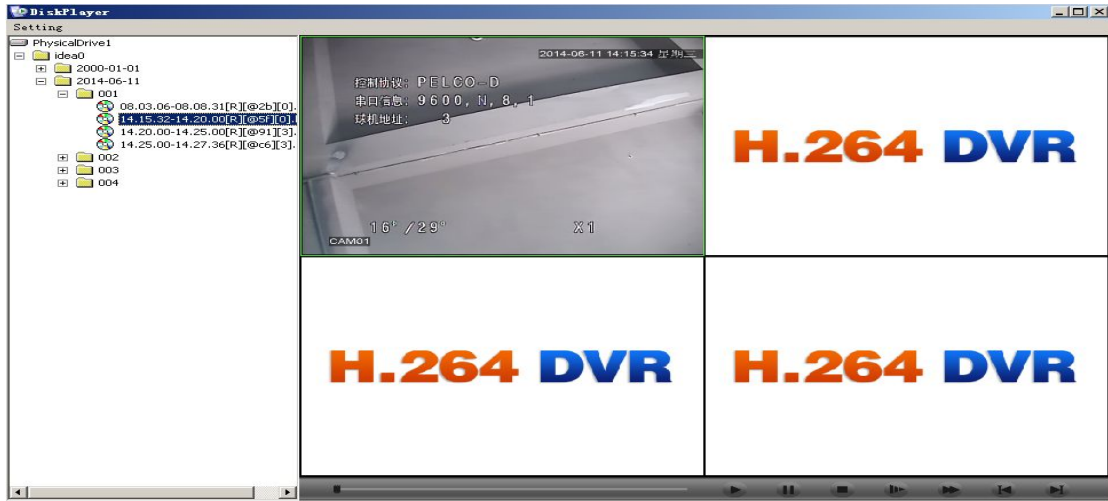 DiskPlayer
Setting
PhysicalDrive1
idea0
2000-01-01
2014-06-11
001
08.03.06-08.08.31[R][@2b][0].
14.15.32-14.20.00[R][@5f][0].
14.20.00-14.25.00[R][@91][3].
14.25.00-14.27.36[R][@c6][3].
002
003
004
2014-06-11 14:15:34 星期三
控制协议: PELCO-D
串口信息: 9600, N, 8, 1
球机地址: 3
16° /29° X1
CAM01
H.264 DVR
H.264 DVR
H.264 DVR